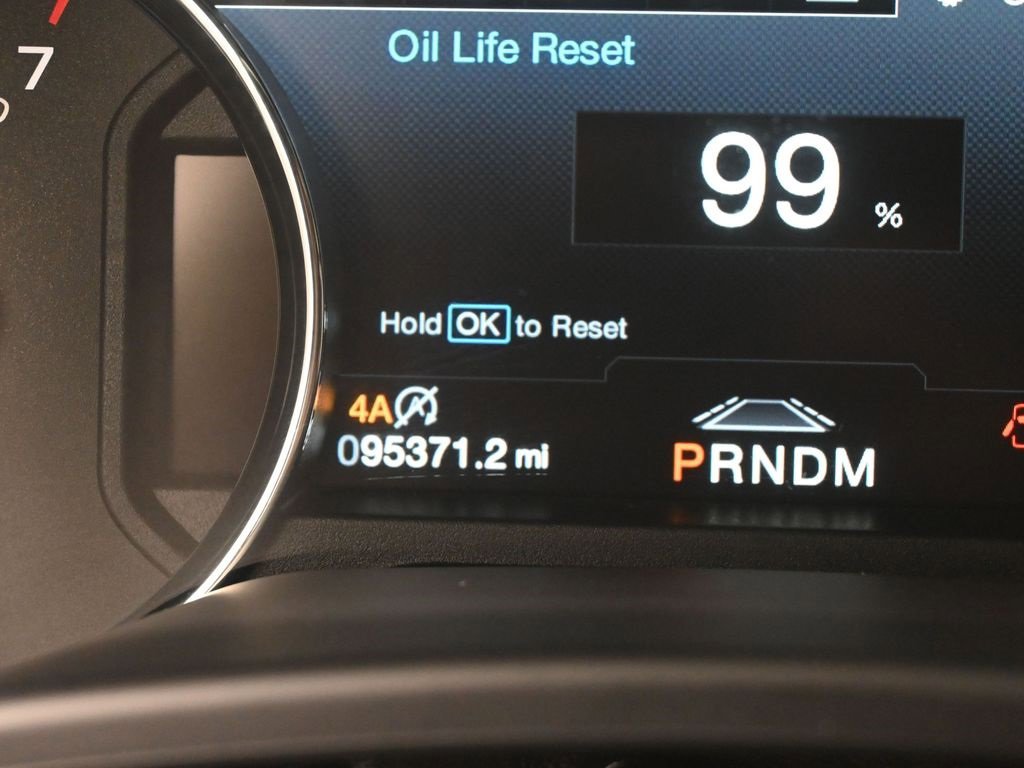 7
Oil Life Reset
99 %
Hold OK to Reset
4A
095371.2 mi
PRNDM